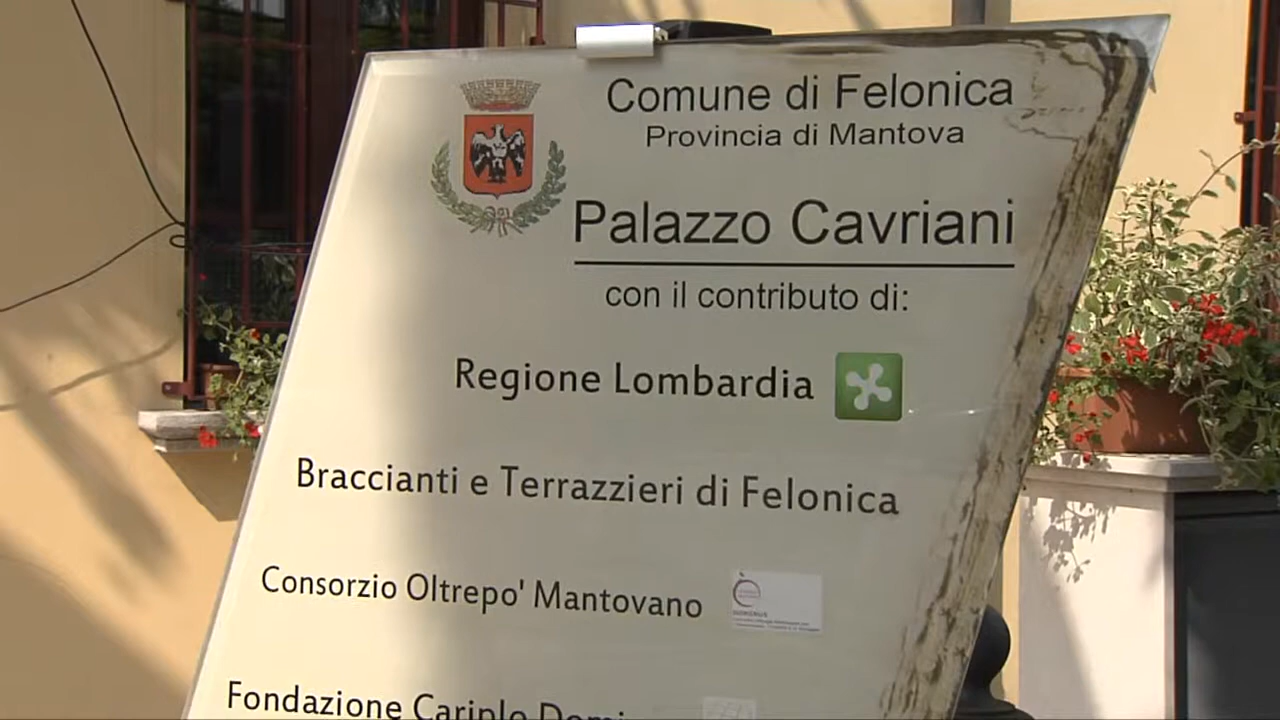 Comune di Felonica
Provincia di Mantova
Palazzo Cavriani
con il contributo di:
Regione Lombardia
Braccianti e Terrazzieri di Felonica
Consorzio Oltrepo' Mantovano
Fondazione Cariplo